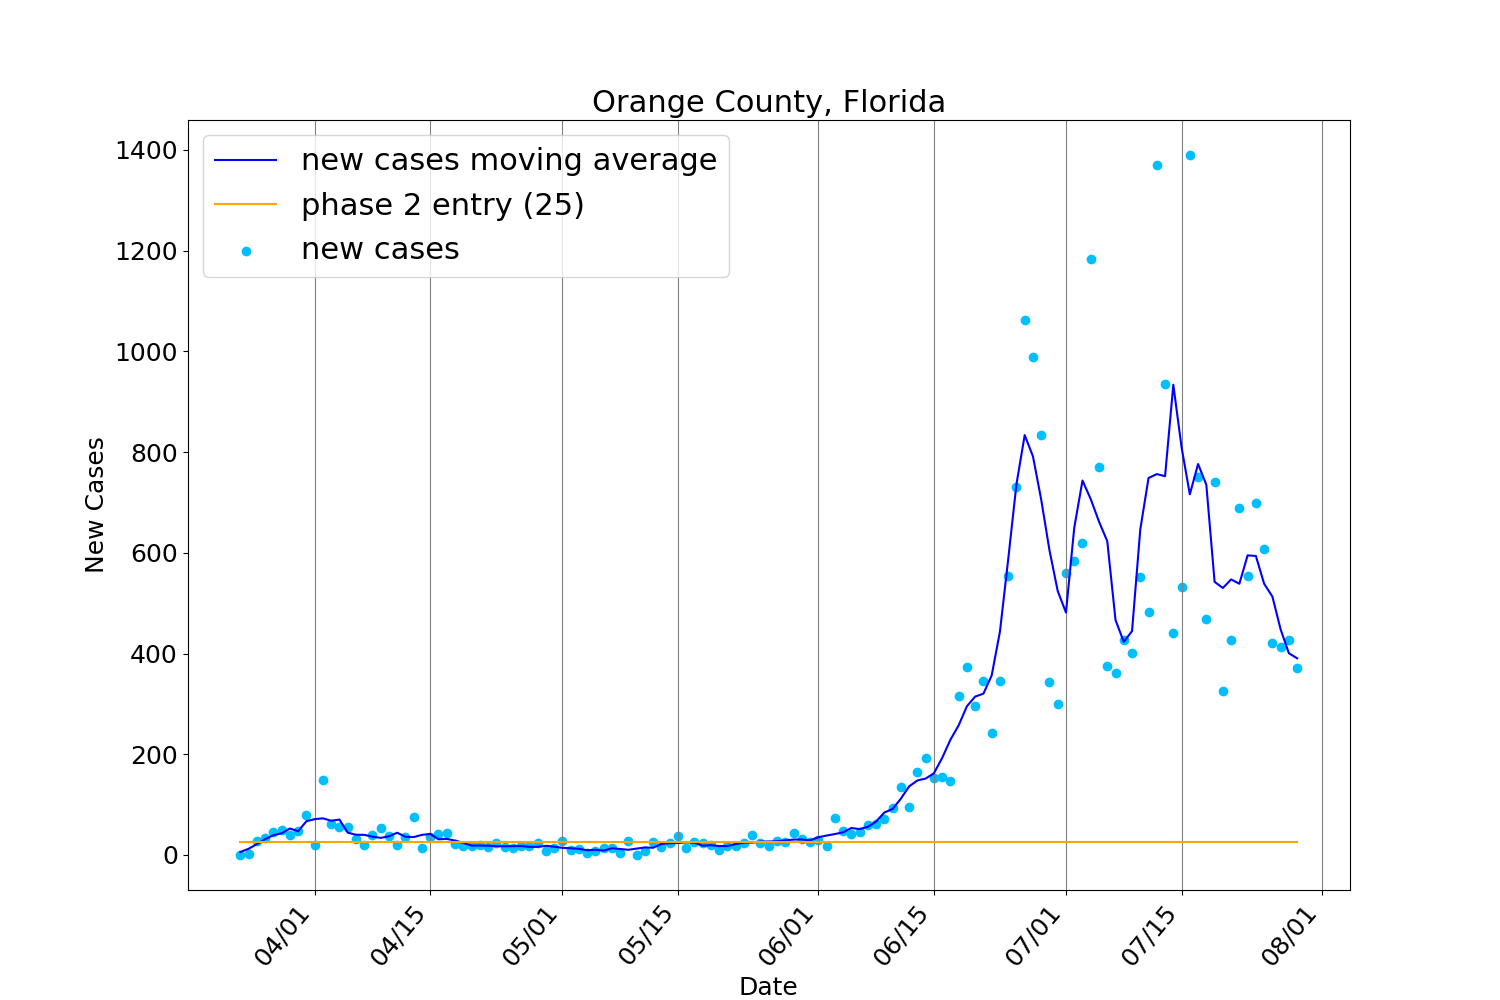 Orange County, Florida
new cases moving average
phase 2 entry (25)
new cases
1400
1200
1000
800
600
400
200
0
New Cases
04/01
04/15
05/01
05/15
06/01
06/15
07/01
07/15
08/01
Date